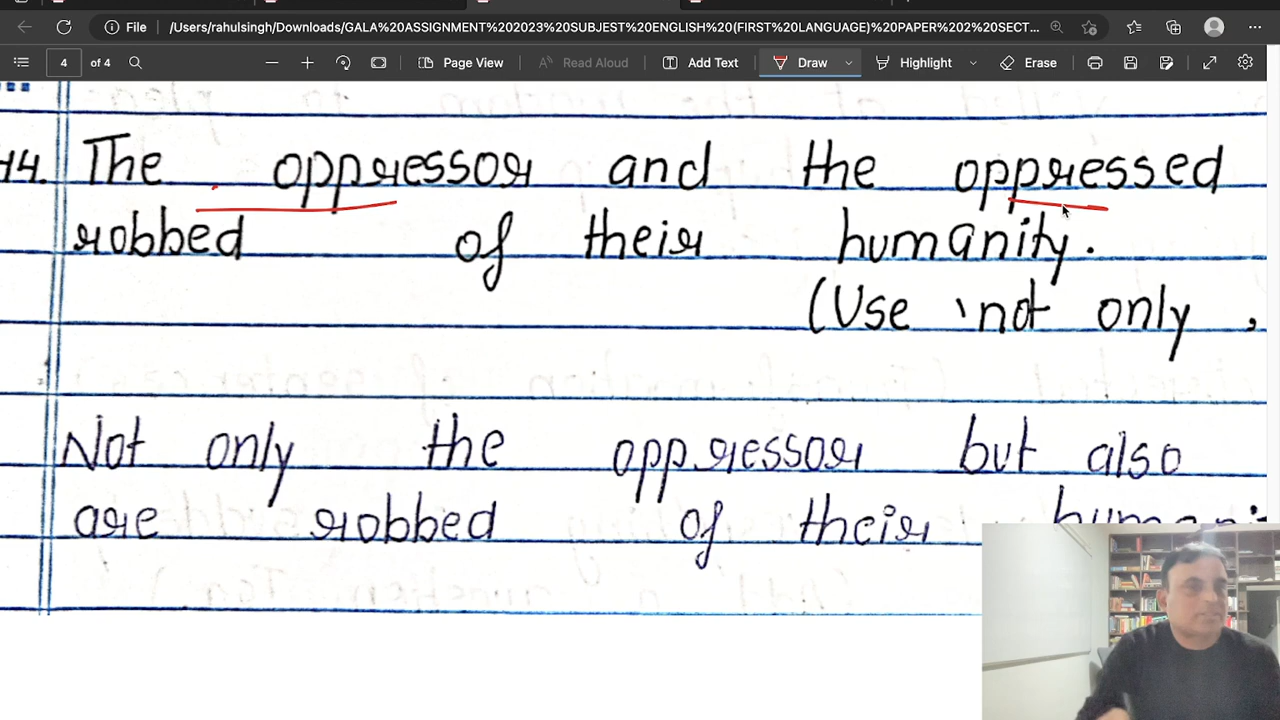 File /Users/rahulsingh/Downloads/GALA%20ASSIGNMENT%202023%20SUBJEST%20ENGLISH%20(FIRST%20LANGUAGE)%20PAPER%202%20SECT...
4 of 4 Page View Read Aloud Add Text Draw Highlight Erase
14. The oppressor and the oppressed
robbed of their humanity.
(Use 'not only,
Not only the oppressor but also
are robbed of their